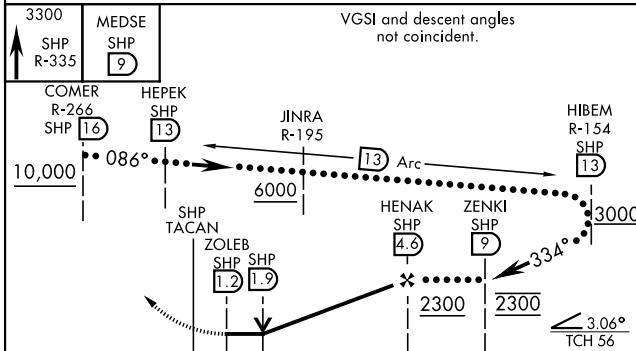 3300
SHP
R-335
MEDSE
SHP
9
VGSI and descent angles
not coincident.
COMER
R-266
SHP 16
HEPEK
SHP
13
JINRA
R-195
13 Arc
HIBEM
R-154
SHP
13
10,000
086°
6000
3000
SHP
TACAN
ZOLEB
SHP
1.2
SHP
1.9
HENAK
SHP
4.6
ZENKI
SHP
9
334°
2300
2300
3.06°
TCH 56